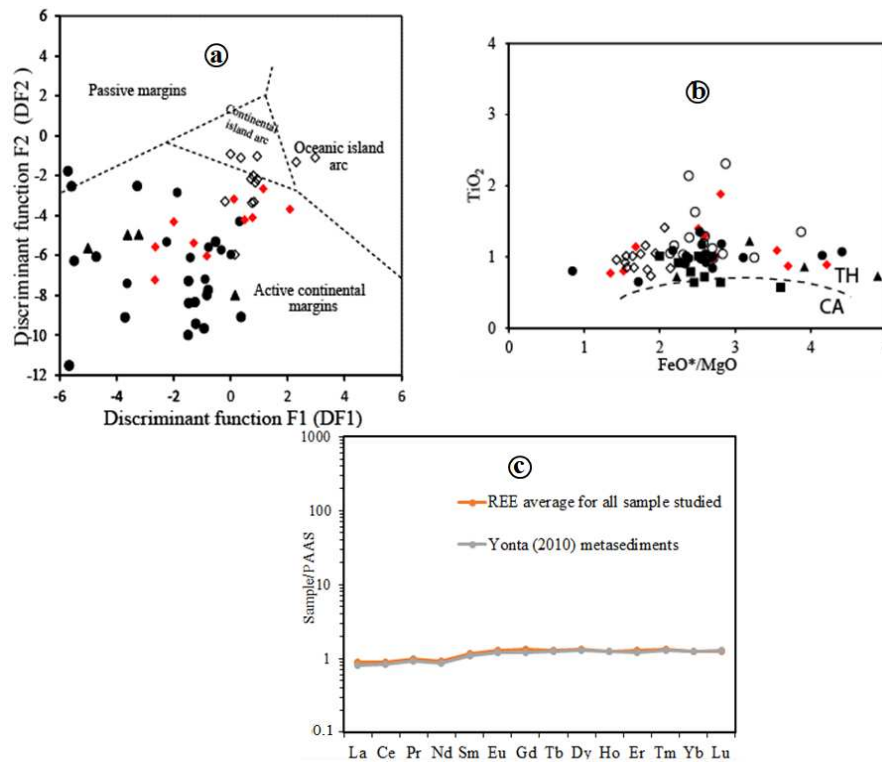 ⓐ
Passive margins
Continental
island arc
Oceanic island
arc
Active continental
margins
6
4
2
0
-2
-4
-6
-8
-10
-12
-6 -4 -2 0 2 4 6
Discriminant function F2 (DF2)
Discriminant function F1 (DF1)
ⓑ
4
3
2
1
0
TiO2
TH
CA
0 1 2 3 4 5
FeO*/MgO
ⓒ
1000
100
10
1
0.1
Sample/PAAS
REE average for all sample studied
Yonta (2010) metasediments
La Ce Pr Nd Sm Eu Gd Tb Dy Ho Er Tm Yb Lu